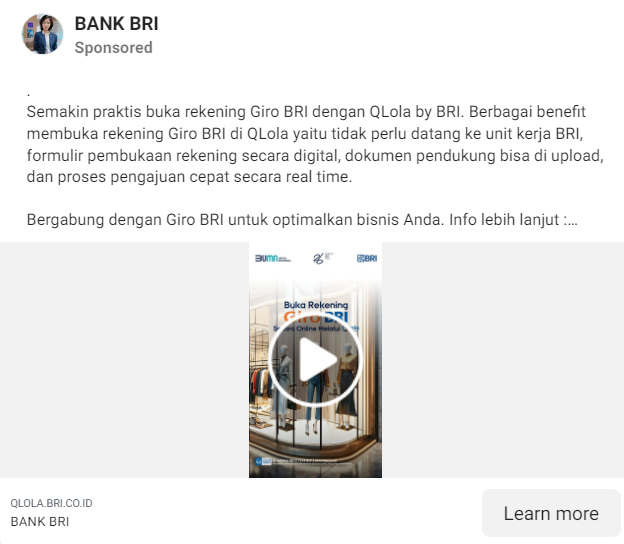 BANK BRI
Sponsored
.
Semakin praktis buka rekening Giro BRI dengan QLola by BRI. Berbagai benefit
membuka rekening Giro BRI di QLola yaitu tidak perlu datang ke unit kerja BRI,
formulir pembukaan rekening secara digital, dokumen pendukung bisa di upload,
dan proses pengajuan cepat secara real time.
Bergabung dengan Giro BRI untuk optimalkan bisnis Anda. Info lebih lanjut :...
BUMN
BRI
Buka Rekening
Giro BRI
Online Melalui
QLOLA.BRI.CO.ID
BANK BRI
Learn more